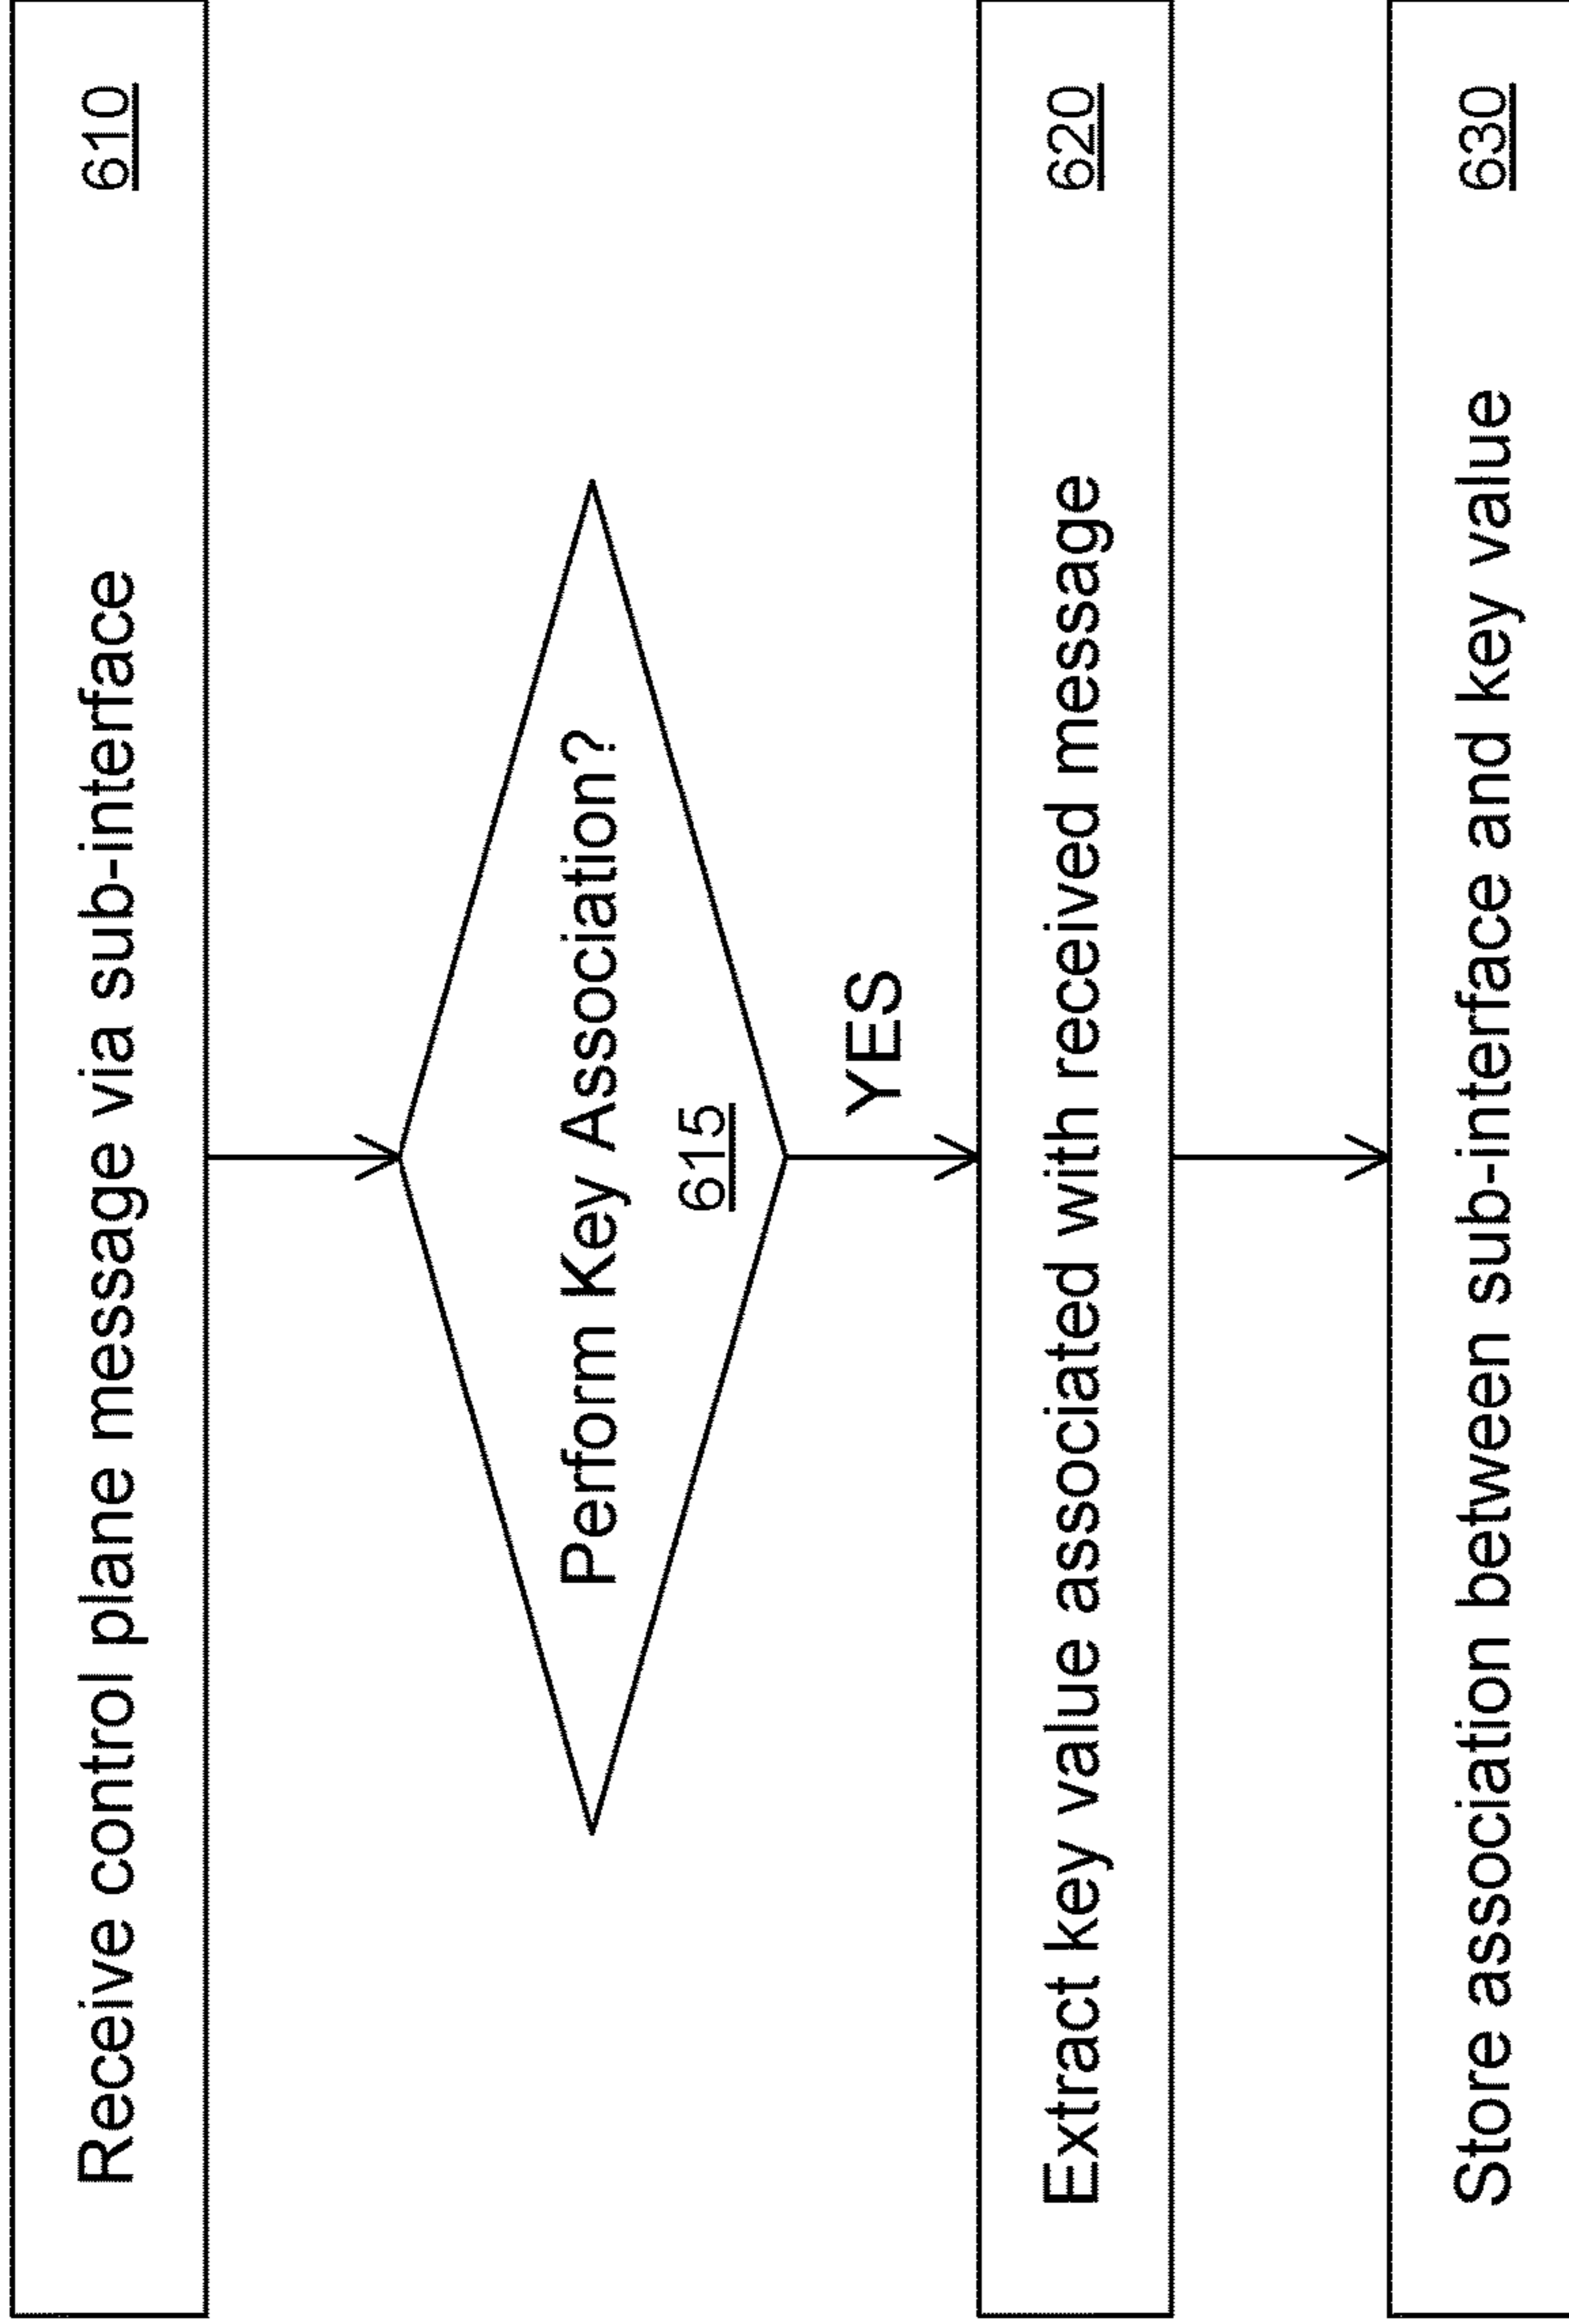 Receive control plane message via sub-interface 610
Perform Key Association?
615
YES
Extract key value associated with received message 620
Store association between sub-interface and key value 630